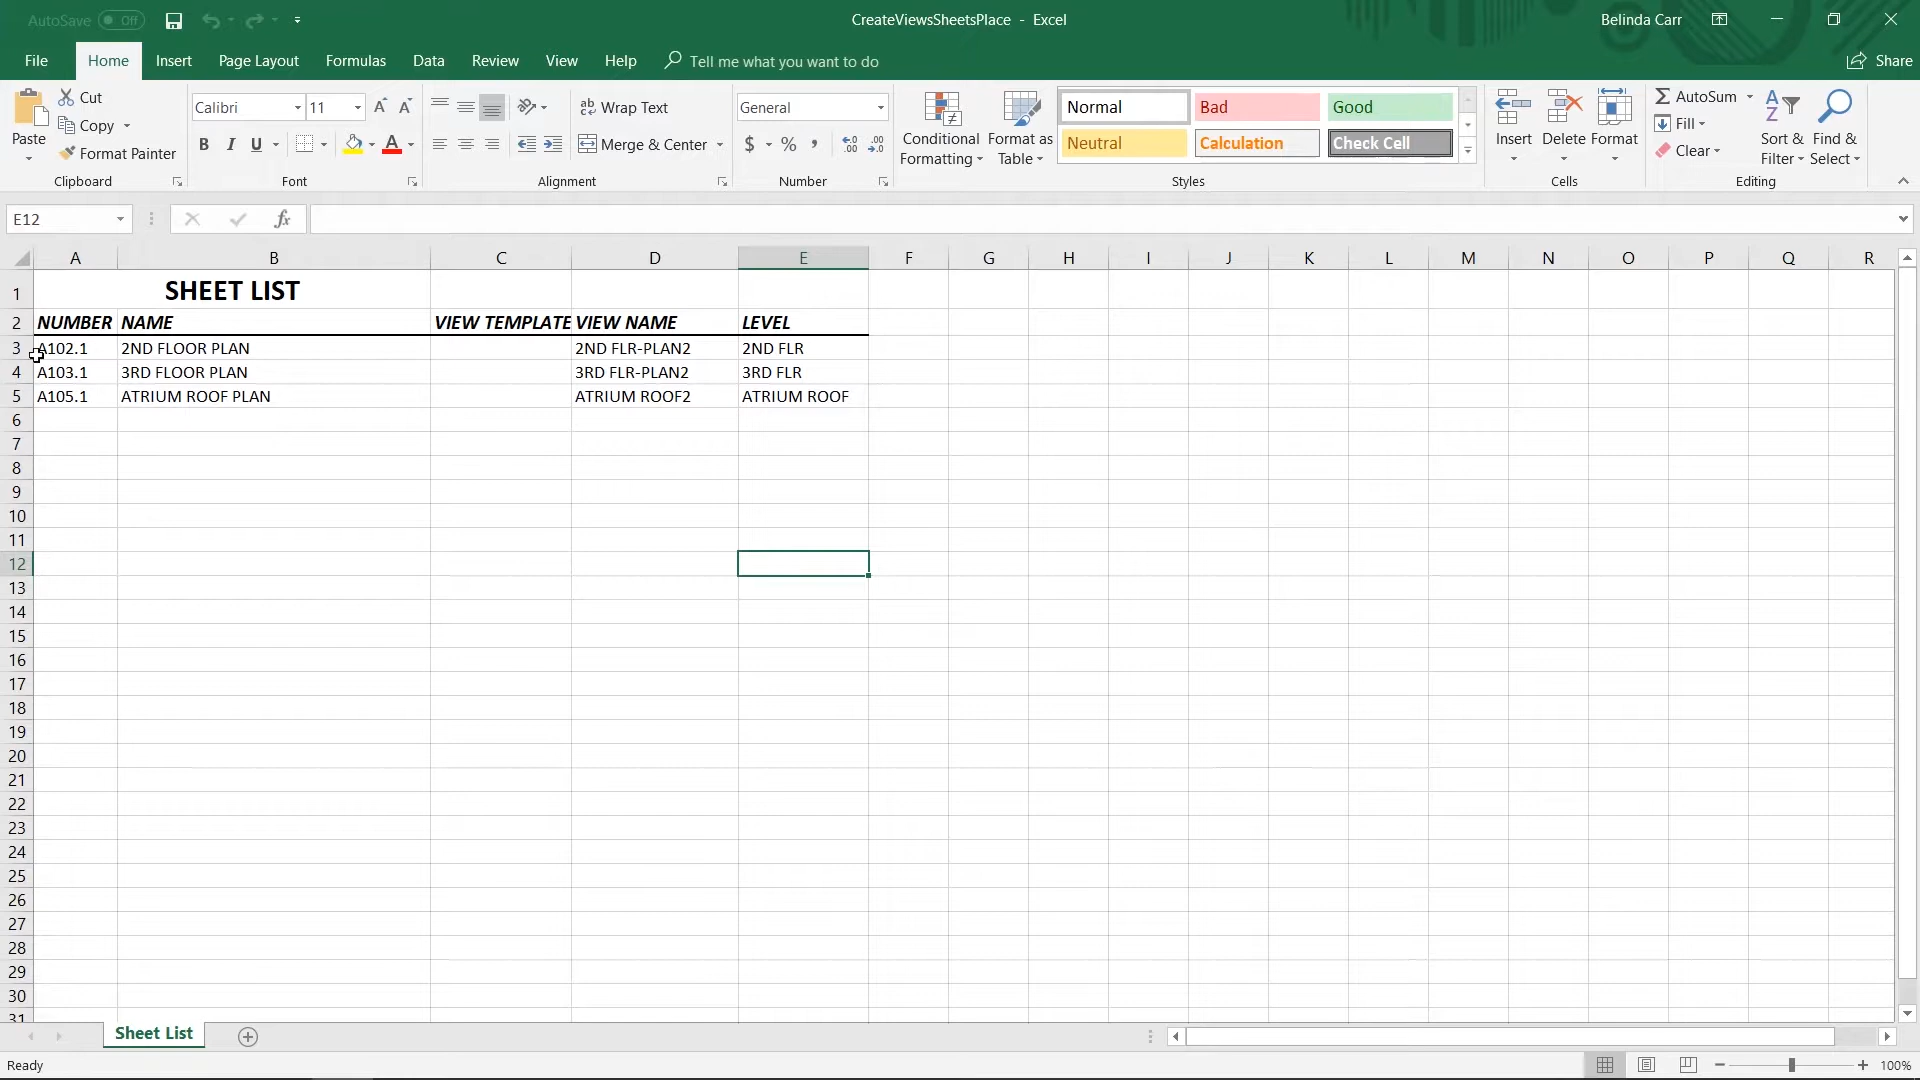 AutoSave Off CreateViewsSheetsPlace - Excel Belinda Carr
File Home Insert Page Layout Formulas Data Review View Help Tell me what you want to do Share
Paste Cut Copy Format Painter
Calibri 11 A A
B I U A
Wrap Text
Merge & Center
General
$ % ,
Conditional Formatting
Format as Table
Normal Bad Good
Neutral Calculation Check Cell
Insert Delete Format
AutoSum
Fill
Clear
Sort & Filter
Find & Select
Clipboard Font Alignment Number Styles Cells Editing
E12 fx
A B C D E F G H I J K L M N O P Q R
1 SHEET LIST
2 NUMBER NAME VIEW TEMPLATE VIEW NAME LEVEL
3 A102.1 2ND FLOOR PLAN 2ND FLR-PLAN2 2ND FLR
4 A103.1 3RD FLOOR PLAN 3RD FLR-PLAN2 3RD FLR
5 A105.1 ATRIUM ROOF PLAN ATRIUM ROOF2 ATRIUM ROOF
6
7
8
9
10
11
12
13
14
15
16
17
18
19
20
21
22
23
24
25
26
27
28
29
30
31
Sheet List
Ready 100%